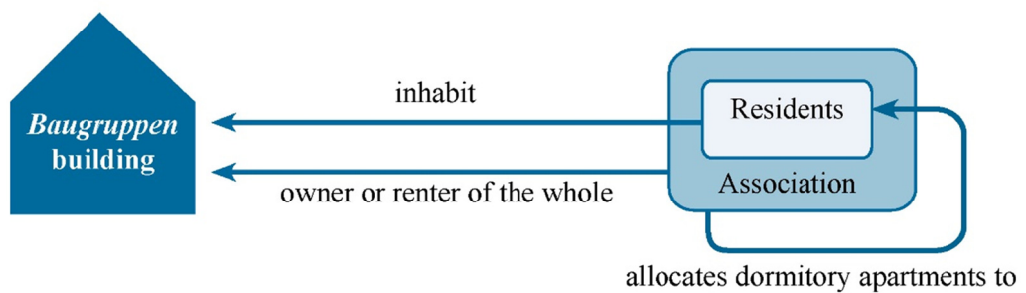 Baugruppen
building
inhabit
owner or renter of the whole
Residents
Association
allocates dormitory apartments to